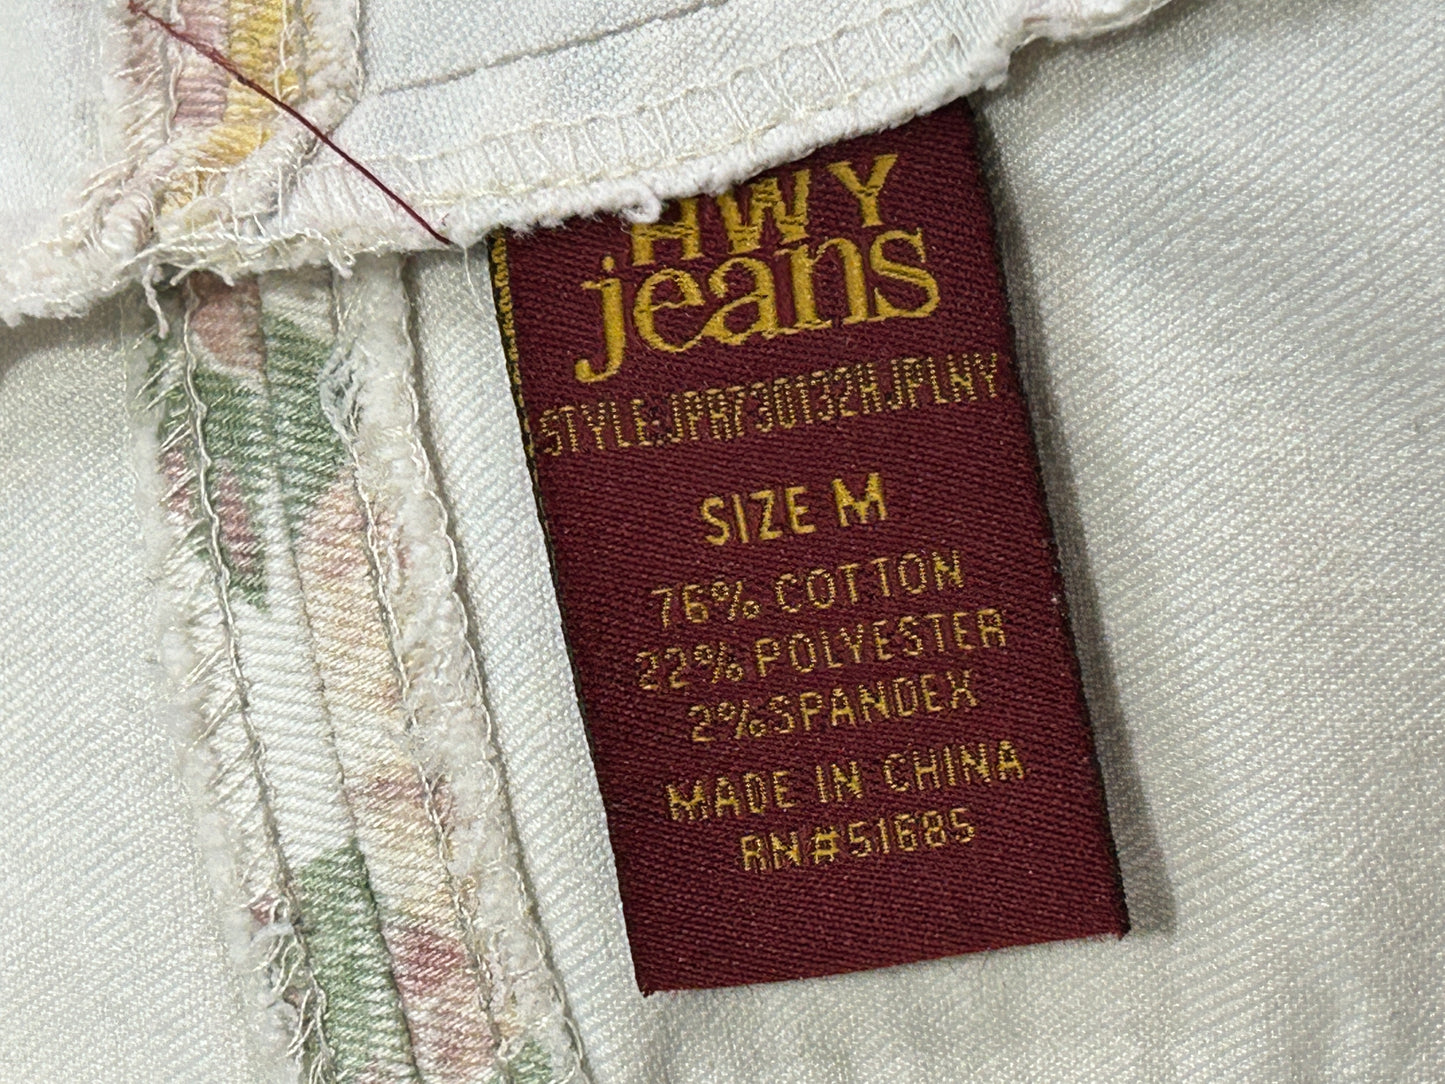 HWY
jeans
STYLE:JPR730132HJPLNY
SIZE M
76% COTTON
22% POLYESTER
2% SPANDEX
MADE IN CHINA
RN#51685